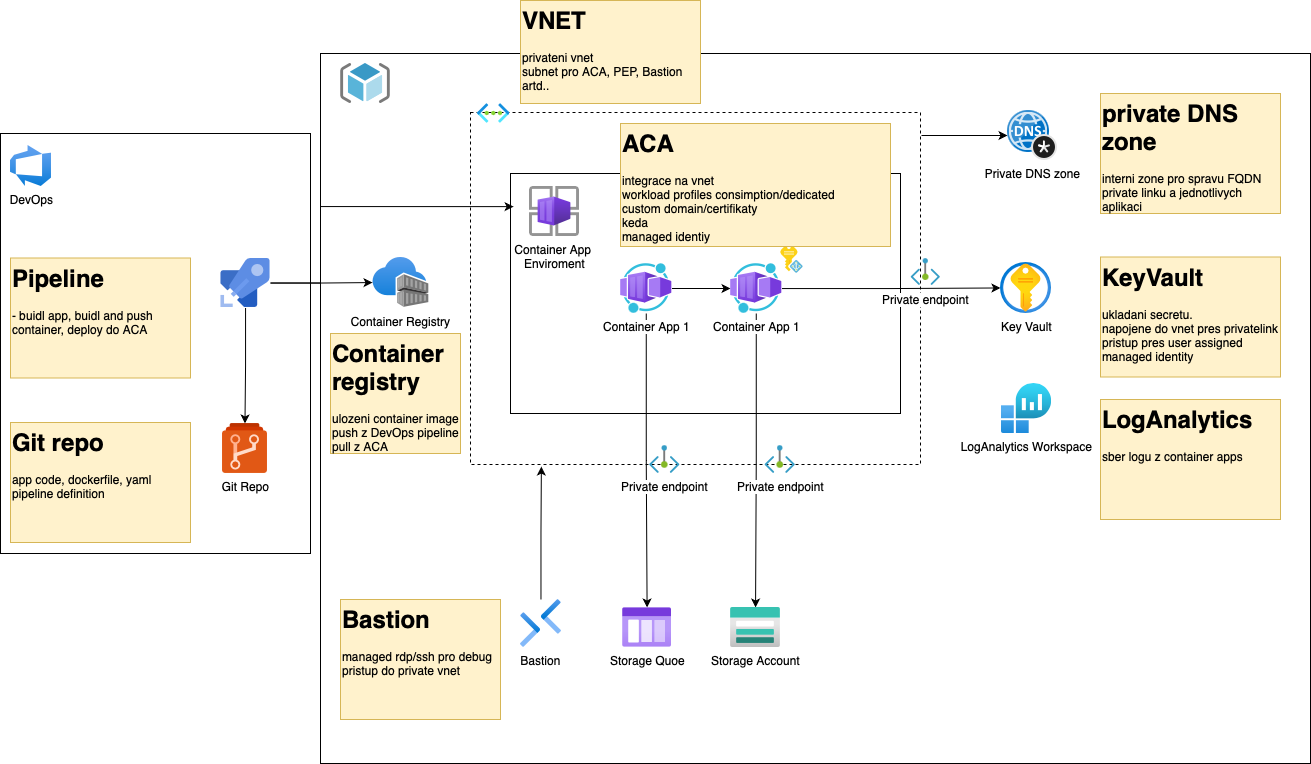 VNET
privateni vnet
subnet pro ACA, PEP, Bastion
artd..
DevOps
Pipeline
- buidl app, buidl and push
container, deploy do ACA
Git repo
app code, dockerfile, yaml
pipeline definition
Git Repo
Container Registry
Container
registry
ulozeni container image
push z DevOps pipeline
pull z ACA
ACA
integrace na vnet
workload profiles consimption/dedicated
custom domain/certifikaty
keda
managed identiy
Container App
Enviroment
Container App 1
Container App 1
Private endpoint
Private endpoint
Private endpoint
Private DNS zone
DNS
private DNS
zone
interni zone pro spravu FQDN
private linku a jednotlivych
aplikaci
Key Vault
KeyVault
ukladani secretu.
napojene do vnet pres privatelink
pristup pres user assigned
managed identity
LogAnalytics Workspace
LogAnalytics
sber logu z container apps
Bastion
managed rdp/ssh pro debug
pristup do private vnet
Bastion
Storage Quoe
Storage Account